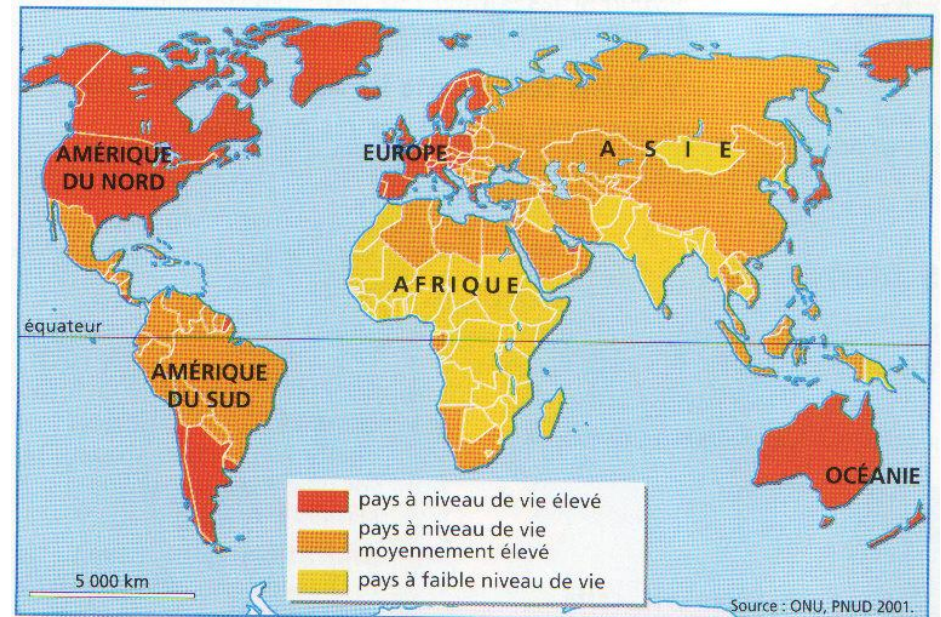 AMÉRIQUE
DU NORD
EUROPE
A S I E
AFRIQUE
équateur
AMÉRIQUE
DU SUD
OCÉANIE
pays à niveau de vie élevé
pays à niveau de vie
moyennement élevé
pays à faible niveau de vie
5 000 km
Source : ONU, PNUD 2001.